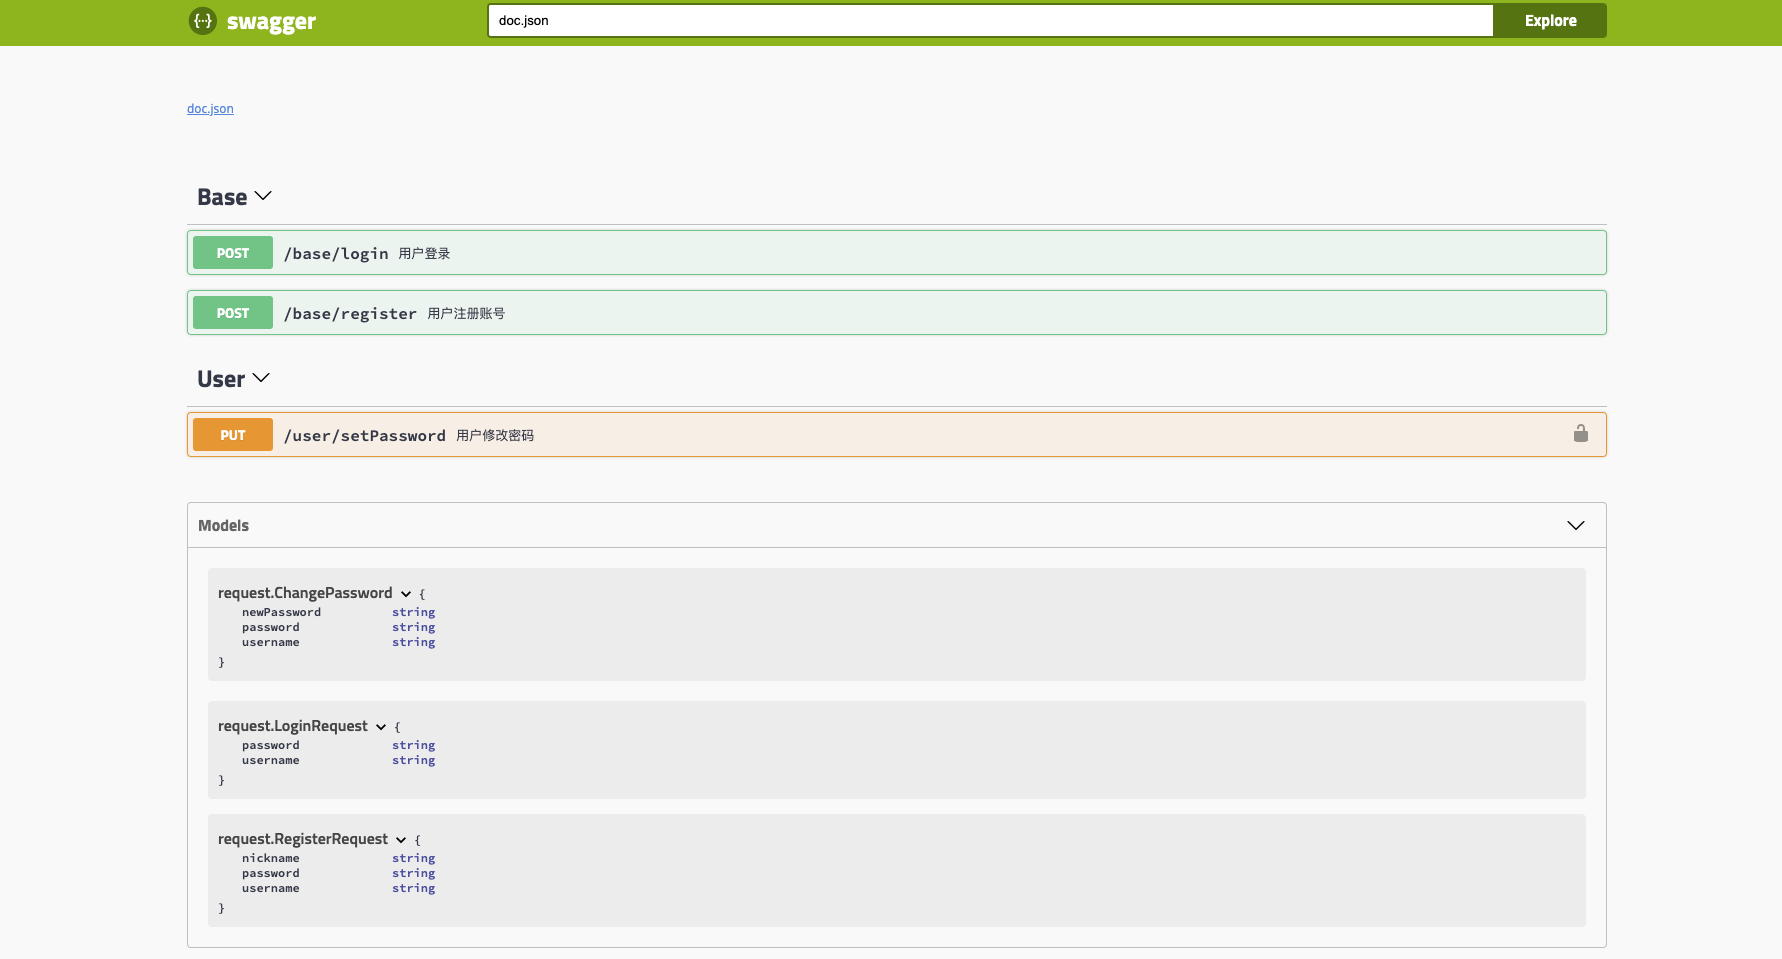 swagger
doc.json
Explore
doc.json
Base
POST /base/login 用户登录
POST /base/register 用户注册账号
User
PUT /user/setPassword 用户修改密码
Models
request.ChangePassword {
newPassword string
password string
username string
}
request.LoginRequest {
password string
username string
}
request.RegisterRequest {
nickname string
password string
username string
}